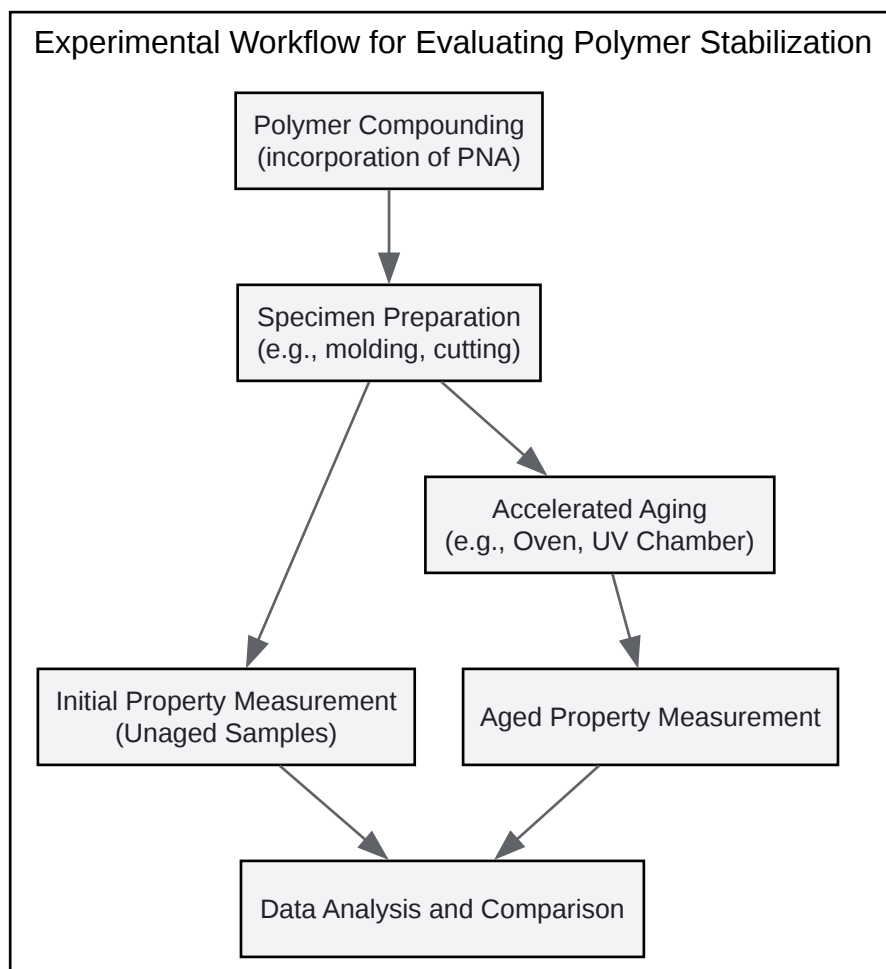 Experimental Workflow for Evaluating Polymer Stabilization
Polymer Compounding
(incorporation of PNA)
Specimen Preparation
(e.g., molding, cutting)
Accelerated Aging
(e.g., Oven, UV Chamber)
Initial Property Measurement
(Unaged Samples)
Aged Property Measurement
Data Analysis and Comparison